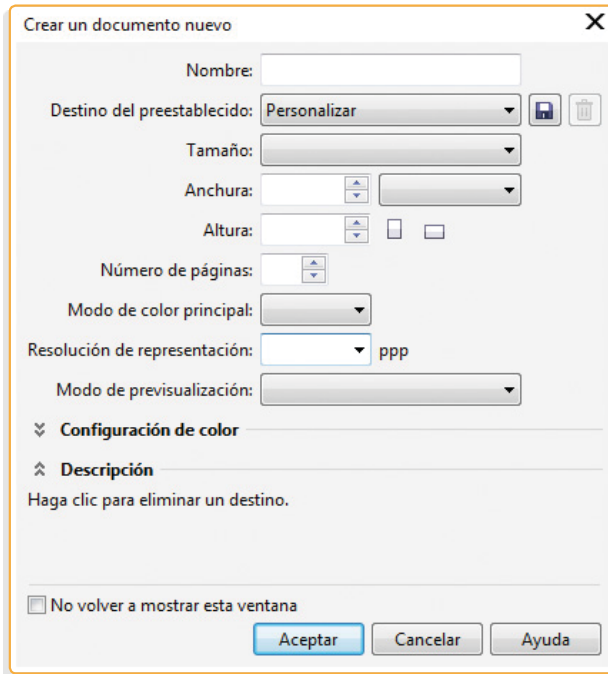 Crear un documento nuevo
Nombre:
Destino del preestablecido: Personalizar
Tamaño:
Anchura:
Altura:
Número de páginas:
Modo de color principal:
Resolución de representación: ppp
Modo de previsualización:
Configuración de color
Descripción
Haga clic para eliminar un destino.
No volver a mostrar esta ventana
Aceptar Cancelar Ayuda